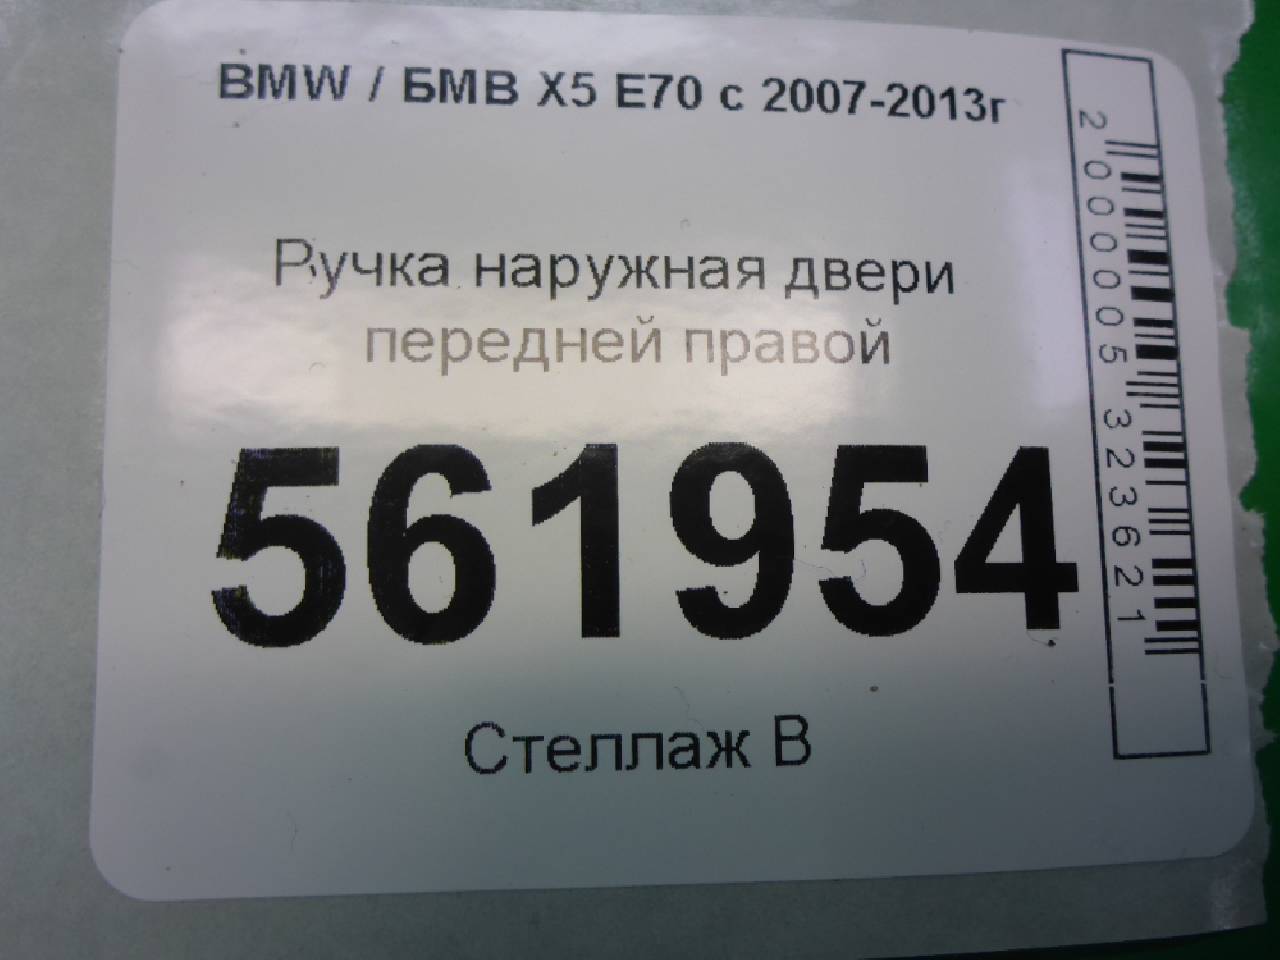 BMW / БМВ X5 E70 с 2007-2013г
Ручка наружная двери
передней правой
561954
Стеллаж В
2000005323621